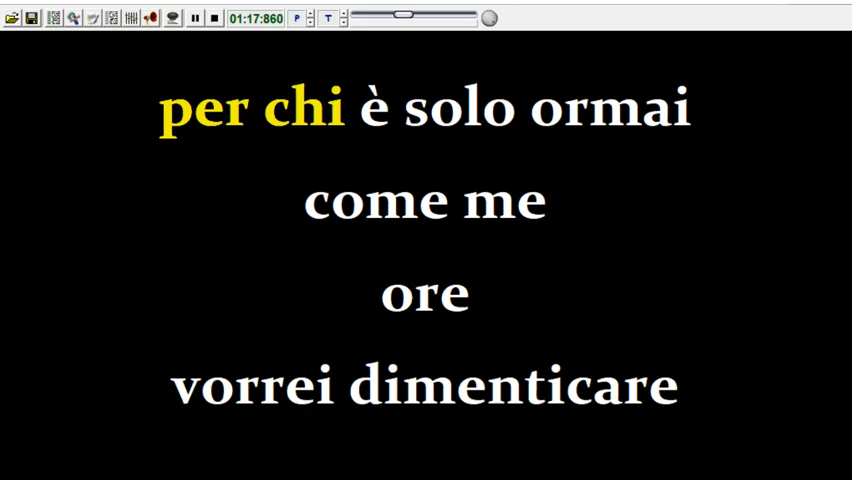 01:17:860 P T
per chi è solo ormai
come me
ore
vorrei dimenticare